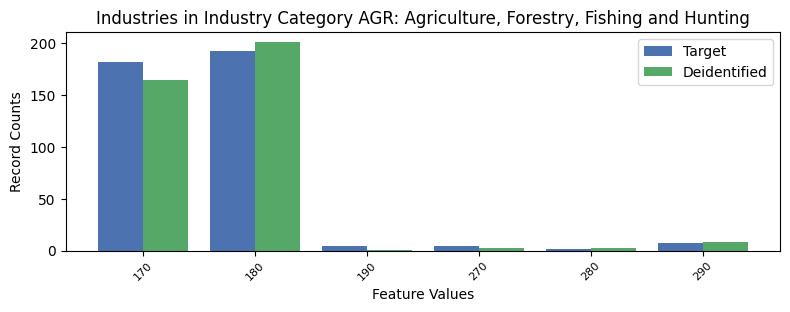 Industries in Industry Category AGR: Agriculture, Forestry, Fishing and Hunting
Target
Deidentified
Record Counts
200
150
100
50
0
170 180 190 270 280 290
Feature Values